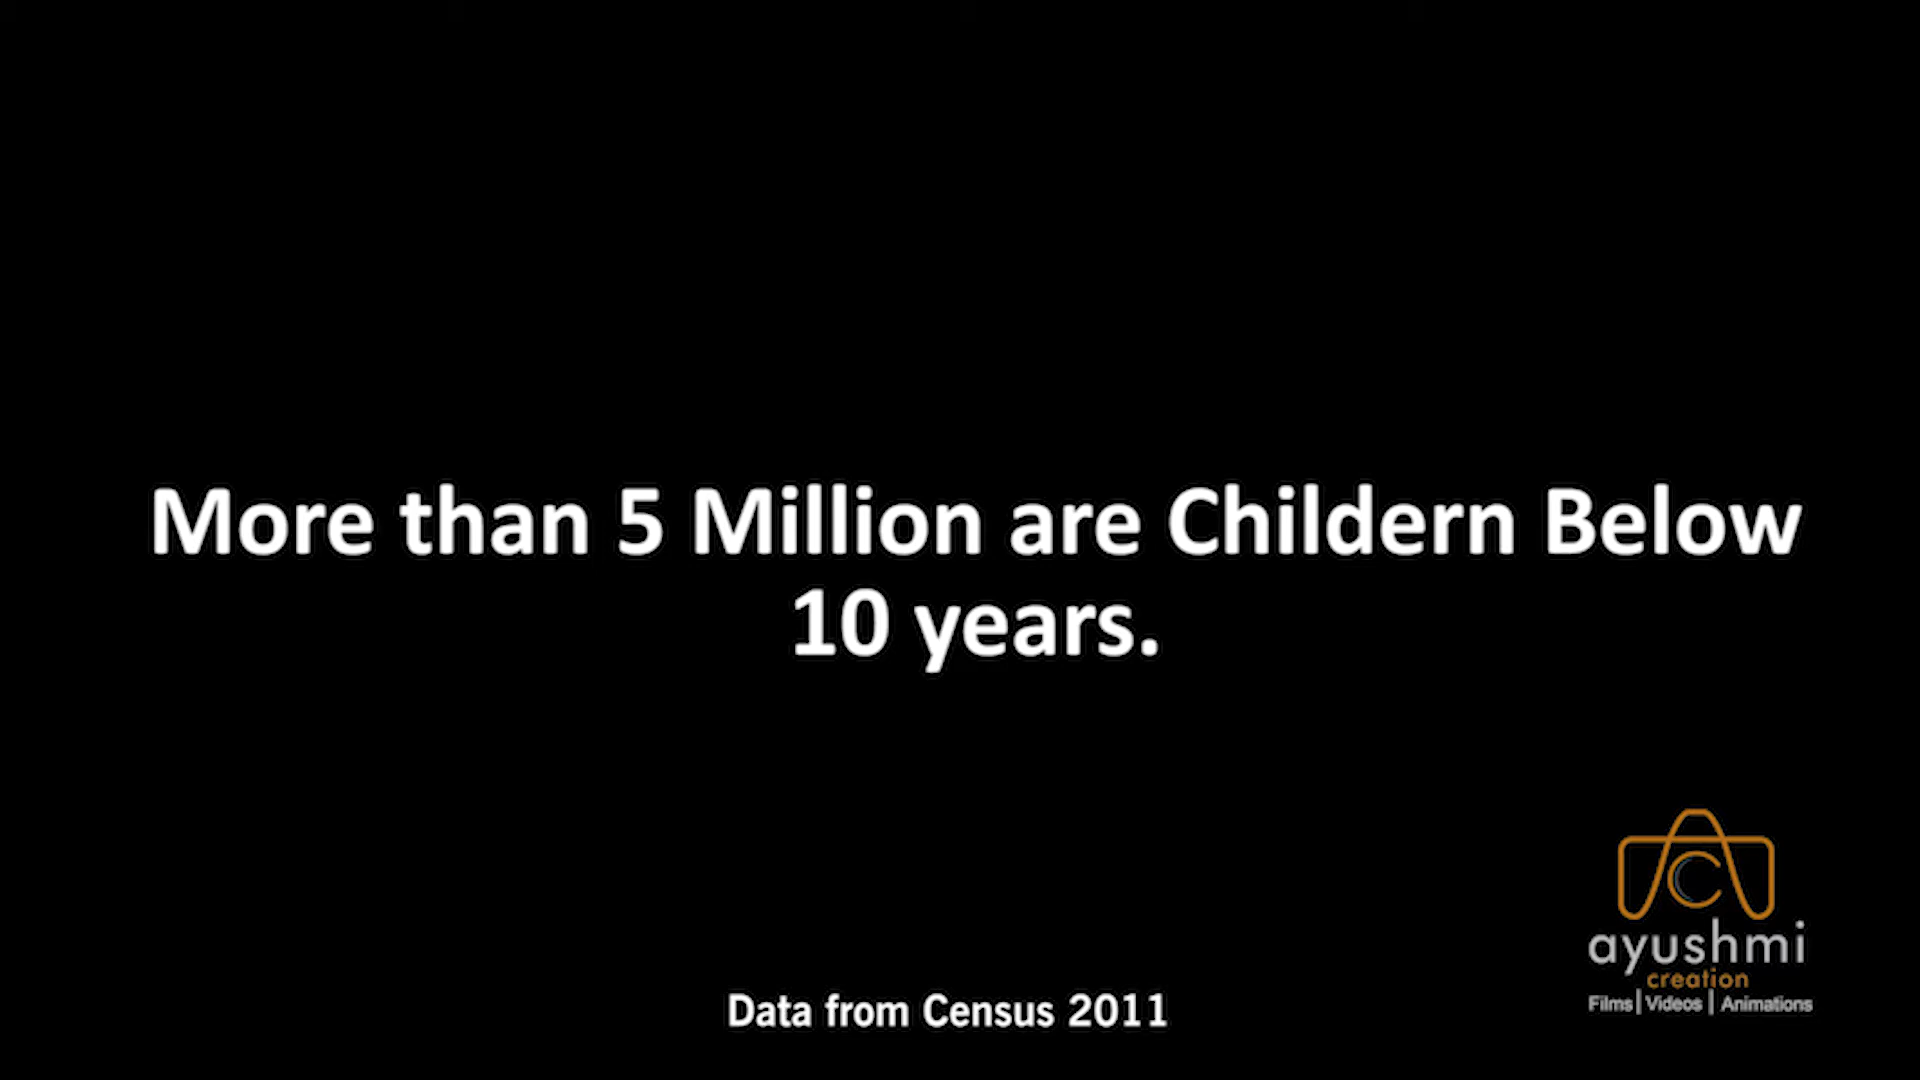 More than 5 Million are Childern Below
10 years.
ayushmi
creation
Films| Videos | Animations
Data from Census 2011